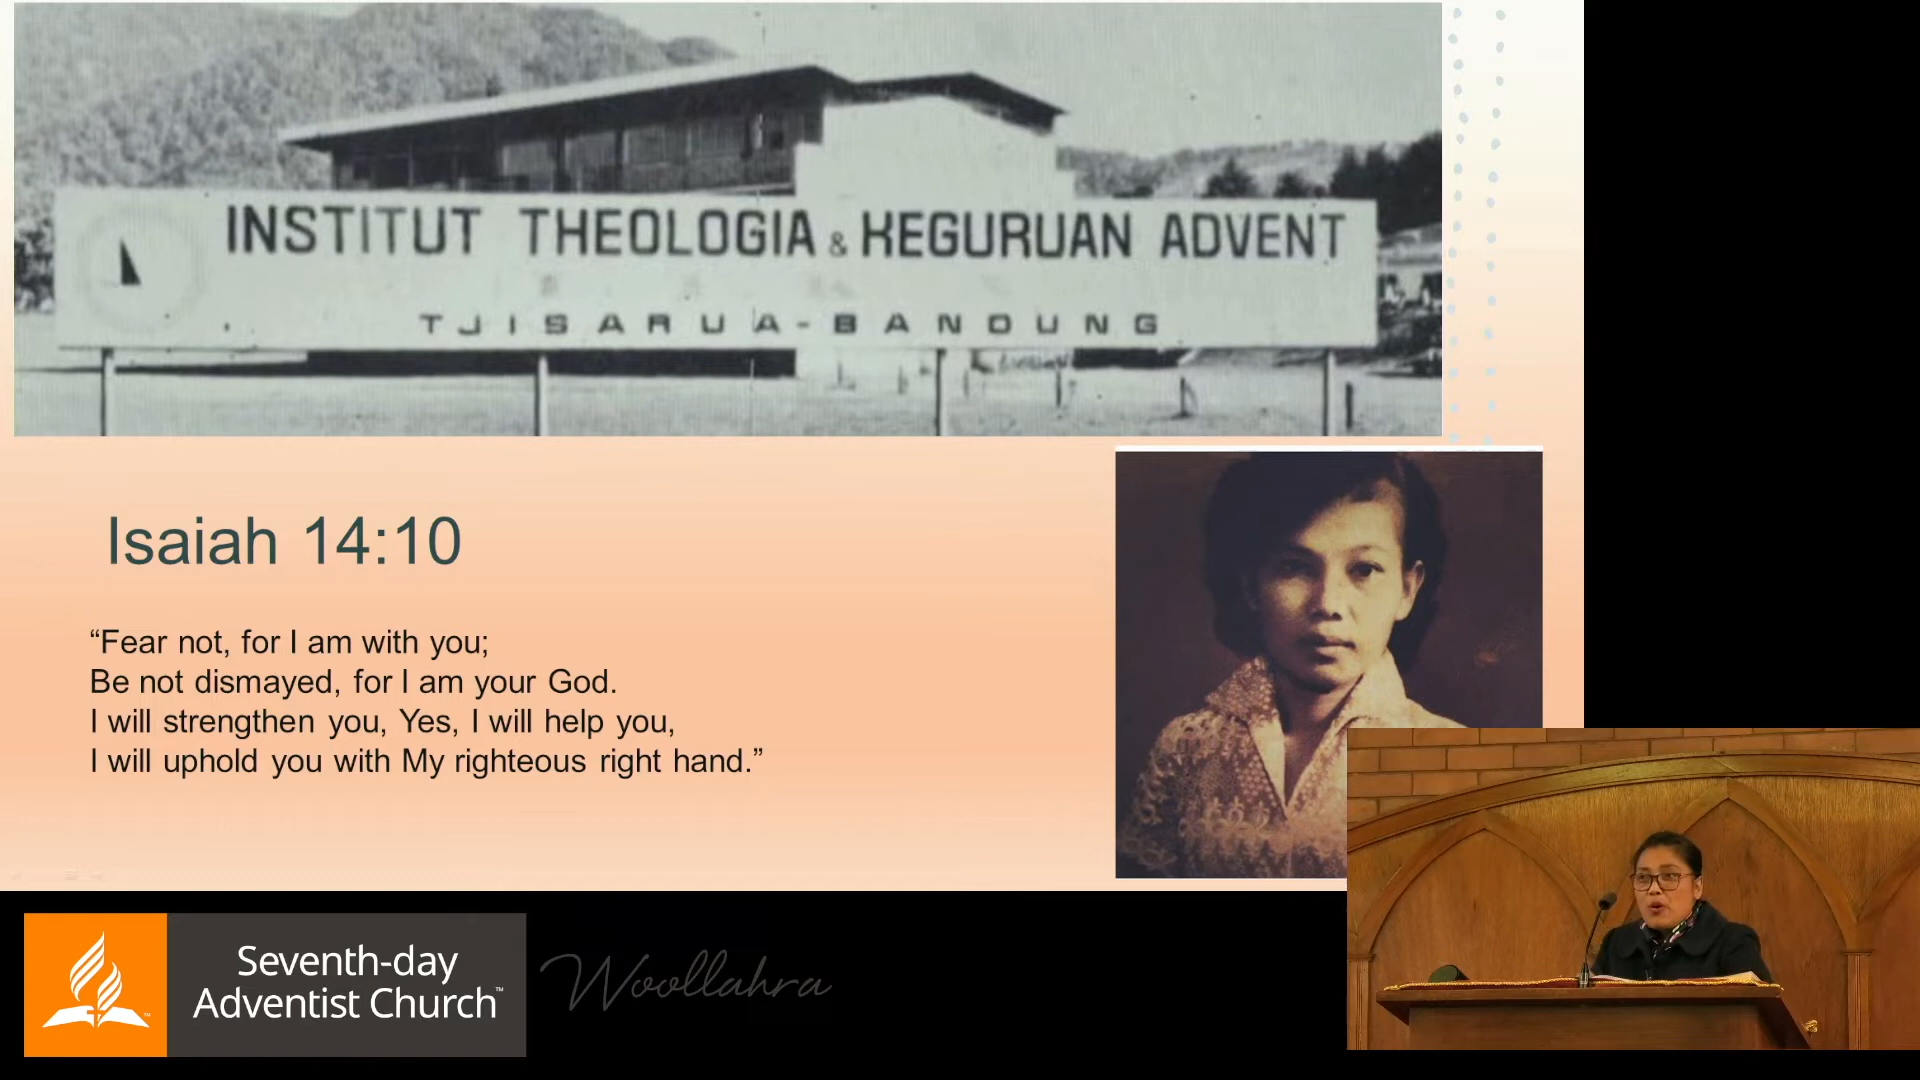 INSTITUT THEOLOGIA & KEGURUAN ADVENT
TJISARUA-BANDUNG
Isaiah 14:10
“Fear not, for I am with you;
Be not dismayed, for I am your God.
I will strengthen you, Yes, I will help you,
I will uphold you with My righteous right hand.”
Seventh-day
Adventist Church™
Woollahra